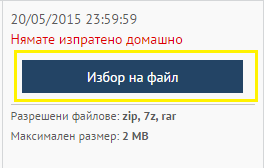 20/05/2015 23:59:59
Нямате изпратено домашно
Избор на файл
Разрешени файлове: zip, 7z, rar
Максимален размер: 2 MB